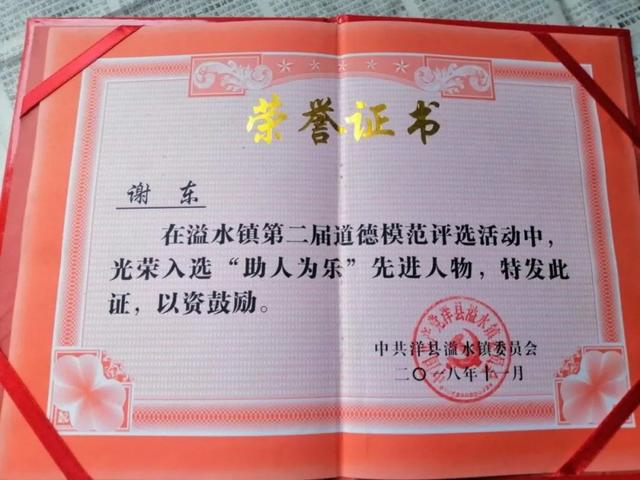 荣誉证书
谢东
在溢水镇第二届道德模范评选活动中，
光荣入选“助人为乐”先进人物，特发此
证，以资鼓励。
中共洋县溢水镇委员会
二〇一八年十一月